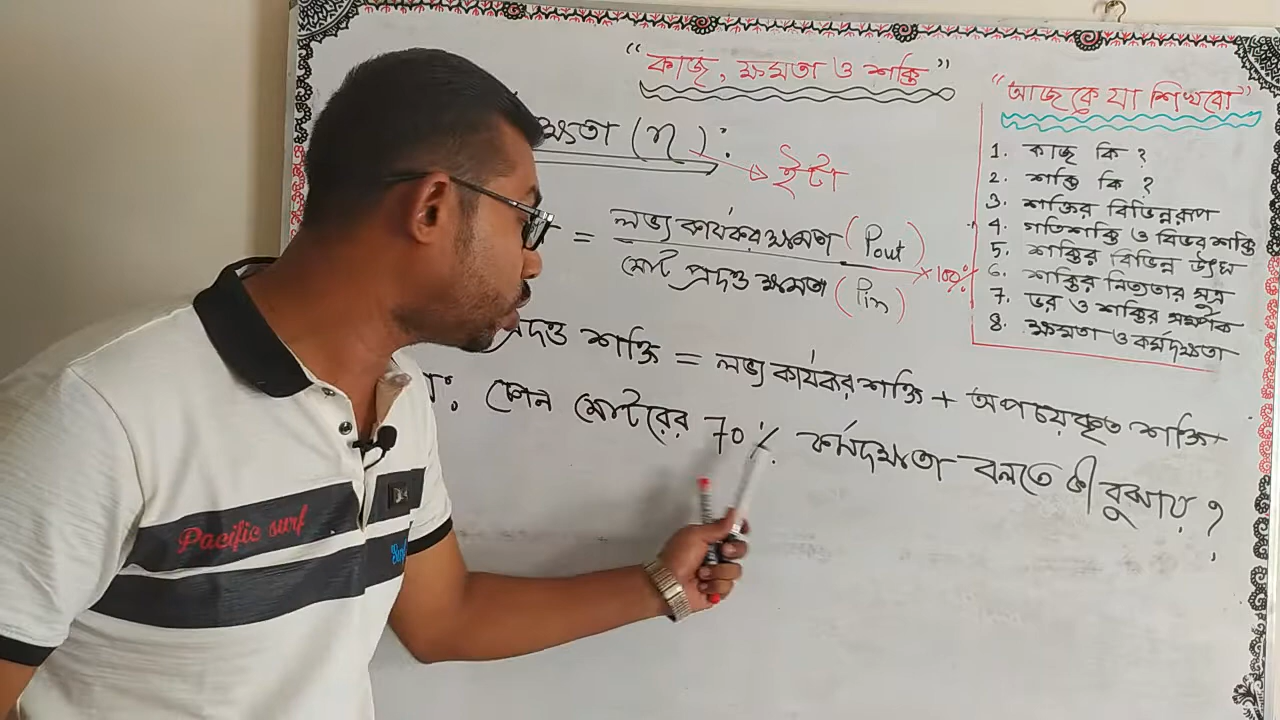 “কাজ, ক্ষমতা ও শক্তি”
(η) :
ইটা
= লভ্য কার্যকর ক্ষমতা (Pout)
মোট প্রদত্ত ক্ষমতা (Pin)
× 100%
প্রদত্ত শক্তি = লভ্য কার্যকর শক্তি + অপচয়কৃত শক্তি
: কোন মোটরের 70% কর্মদক্ষতা বলতে কী বুঝায় ?
“আজকে যা শিখবো”
1. কাজ কি ?
2. শক্তি কি ?
3. শক্তির বিভিন্নরূপ
4. গতিশক্তি ও বিভব শক্তি
5. শক্তির বিভিন্ন উৎস
6. শক্তির নিত্যতার সূত্র
7. ভর ও শক্তির সম্পর্ক
8. ক্ষমতা ও কর্মদক্ষতা
Pacific surf